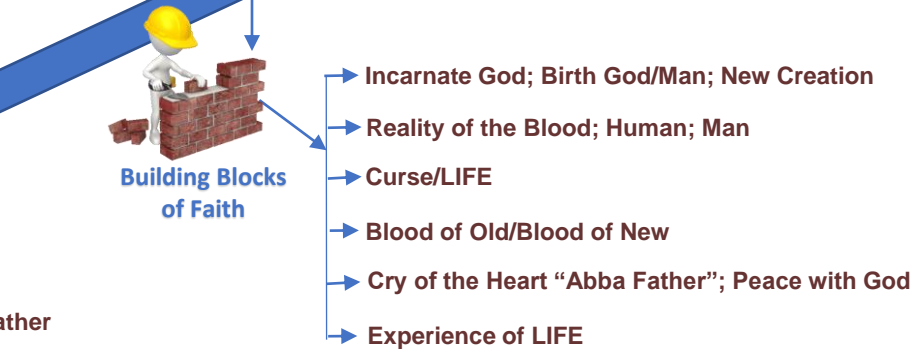 Incarnate God; Birth God/Man; New Creation
Reality of the Blood; Human; Man
Curse/LIFE
Blood of Old/Blood of New
Cry of the Heart “Abba Father”; Peace with God
Experience of LIFE
Building Blocks
of Faith
ather